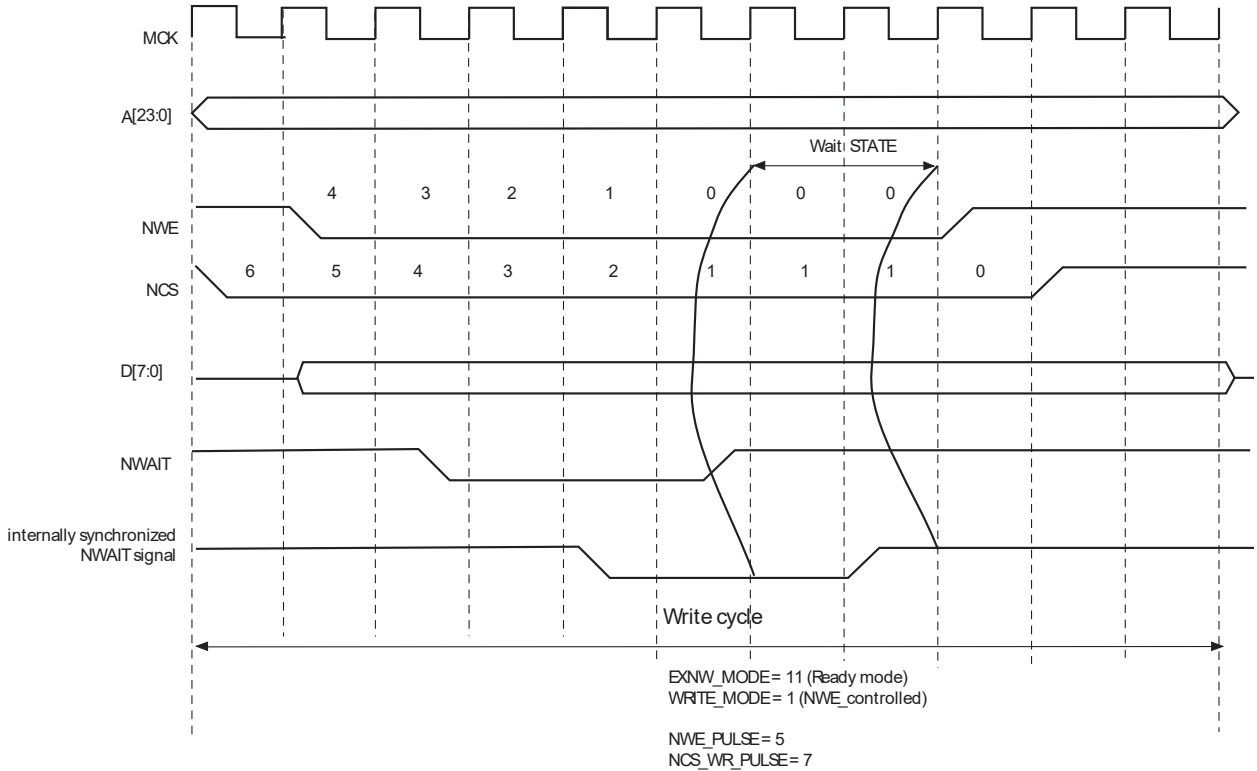 MCK
A[23:0]
Wait STATE
4 3 2 1 0 0 0
NWE
6 5 4 3 2 1 1 1 0
NCS
D[7:0]
NWAIT
internally synchronized
NWAIT signal
Write cycle
EXNW_MODE = 11 (Ready mode)
WRITE_MODE = 1 (NWE_controlled)
NWE_PULSE = 5
NCS_WR_PULSE = 7